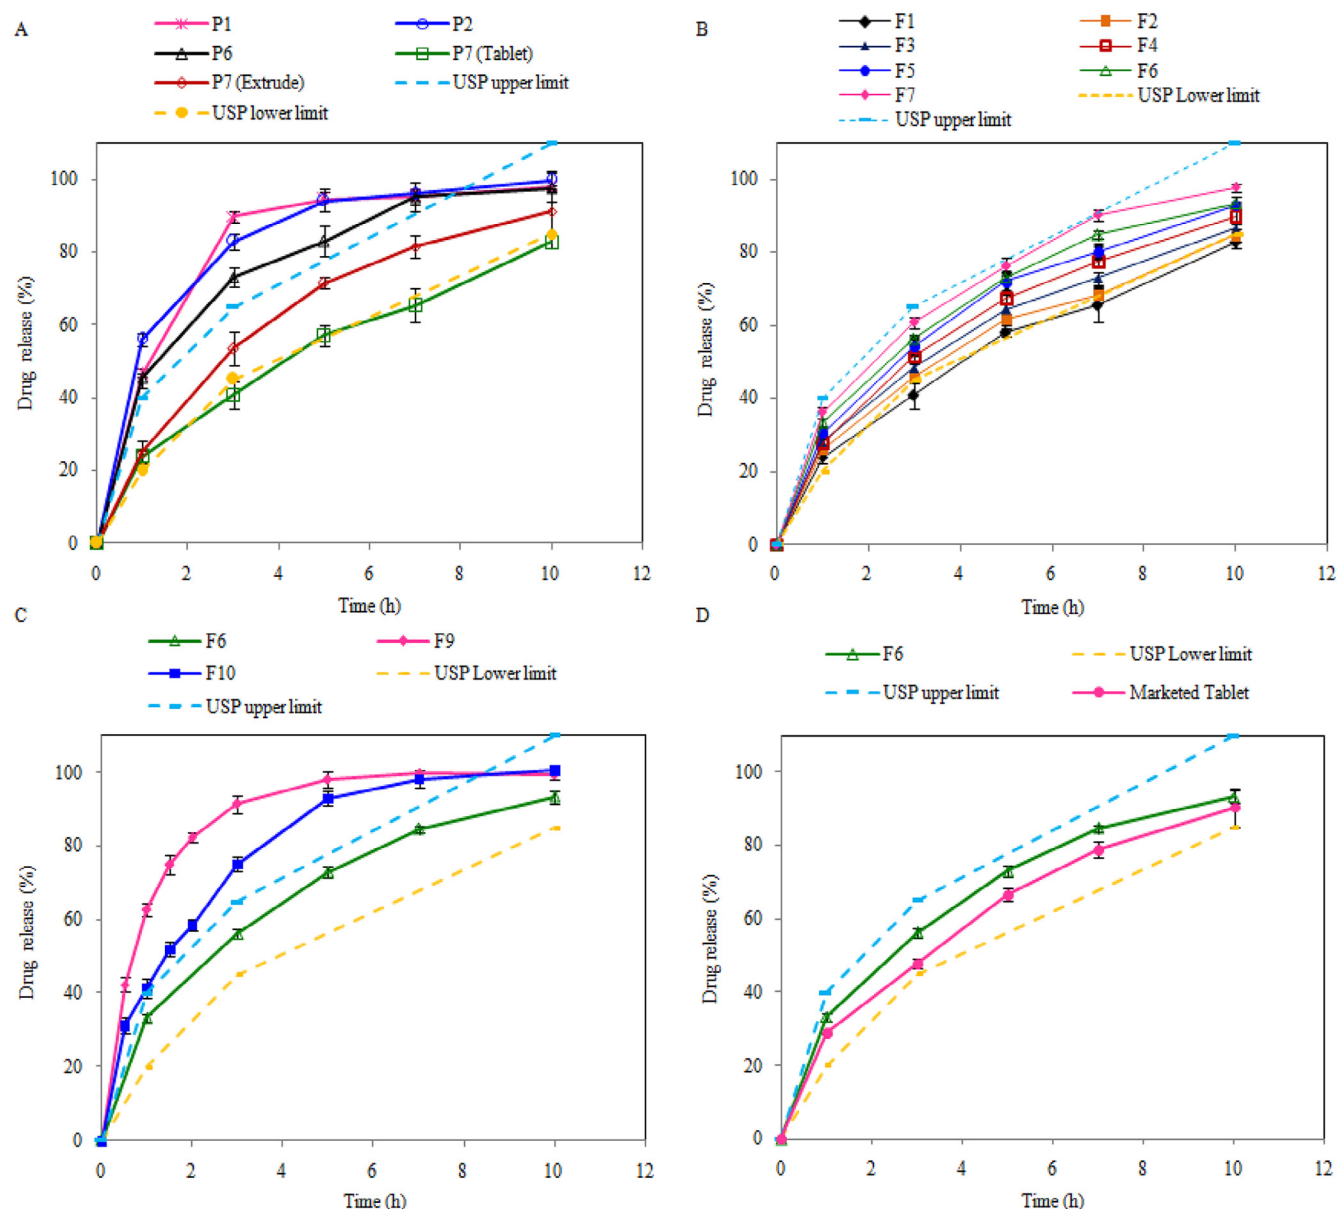 A
P1 P2
P6 P7 (Tablet)
P7 (Extrude) USP upper limit
USP lower limit
Drug release (%)
100
80
60
40
20
0
0 2 4 6 8 10 12
Time (h)
B
F1 F2
F3 F4
F5 F6
F7 USP Lower limit
USP upper limit
Drug release (%)
100
80
60
40
20
0
0 2 4 6 8 10 12
Time (h)
C
F6 F9
F10 USP Lower limit
USP upper limit
Drug release (%)
100
80
60
40
20
0
0 2 4 6 8 10 12
Time (h)
D
F6 USP Lower limit
USP upper limit Marketed Tablet
Drug release (%)
100
80
60
40
20
0
0 2 4 6 8 10 12
Time (h)